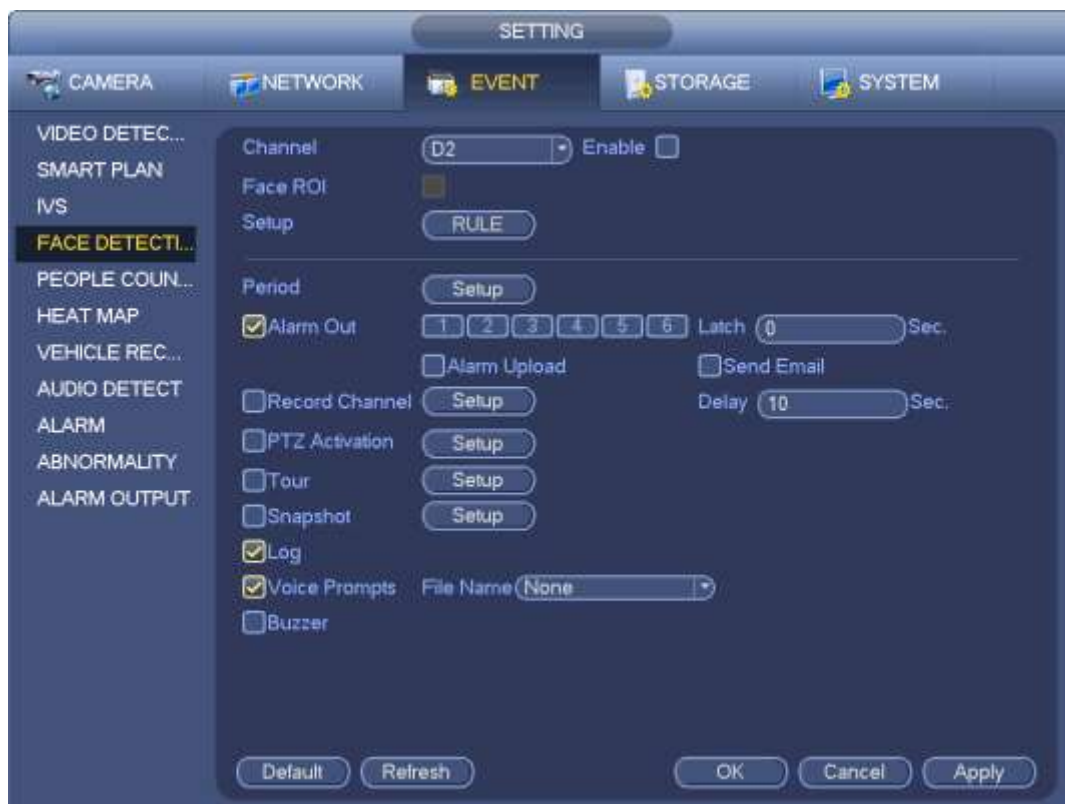 SETTING
CAMERA NETWORK EVENT STORAGE SYSTEM
VIDEO DETEC...
SMART PLAN
IVS
FACE DETECTI...
PEOPLE COUN...
HEAT MAP
VEHICLE REC...
AUDIO DETECT
ALARM
ABNORMALITY
ALARM OUTPUT
Channel D2 Enable
Face ROI
Setup RULE
Period Setup
Alarm Out 1 2 3 4 5 6 Latch 0 Sec.
Alarm Upload Send Email
Record Channel Setup Delay 10 Sec.
PTZ Activation Setup
Tour Setup
Snapshot Setup
Log
Voice Prompts File Name None
Buzzer
Default Refresh OK Cancel Apply